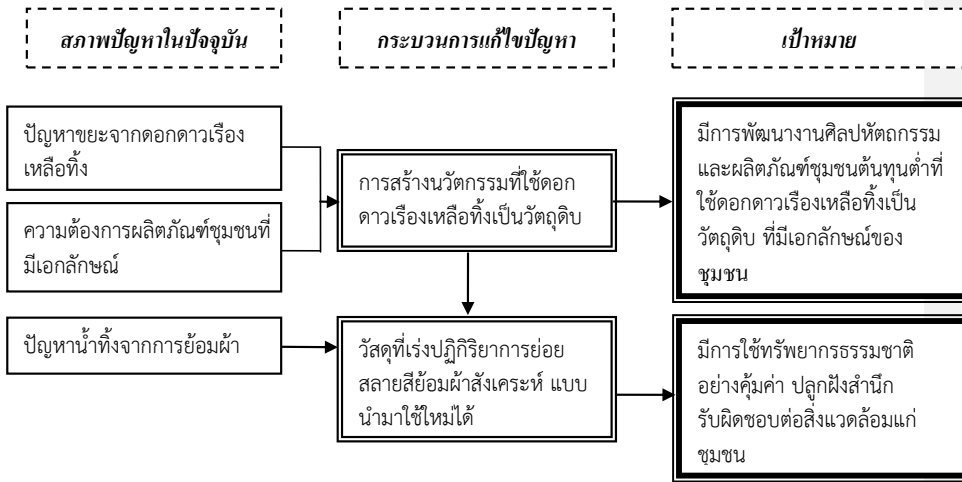 สภาพปัญหาในปัจจุบัน
กระบวนการแก้ไขปัญหา
เป้าหมาย
ปัญหาขยะจากดอกดาวเรือง
เหลือทิ้ง
ความต้องการผลิตภัณฑ์ชุมชนที่
มีเอกลักษณ์
การสร้างนวัตกรรมที่ใช้ดอก
ดาวเรืองเหลือทิ้งเป็นวัตถุดิบ
มีการพัฒนางานศิลปหัตถกรรม
และผลิตภัณฑ์ชุมชนต้นทุนต่ำที่
ใช้ดอกดาวเรืองเหลือทิ้งเป็น
วัตถุดิบ ที่มีเอกลักษณ์ของ
ชุมชน
ปัญหาน้ำทิ้งจากการย้อมผ้า
วัสดุที่เร่งปฏิกิริยาการย่อย
สลายสีย้อมผ้าสังเคราะห์ แบบ
นำมาใช้ใหม่ได้
มีการใช้ทรัพยากรธรรมชาติ
อย่างคุ้มค่า ปลูกฝังสำนึก
รับผิดชอบต่อสิ่งแวดล้อมแก่
ชุมชน